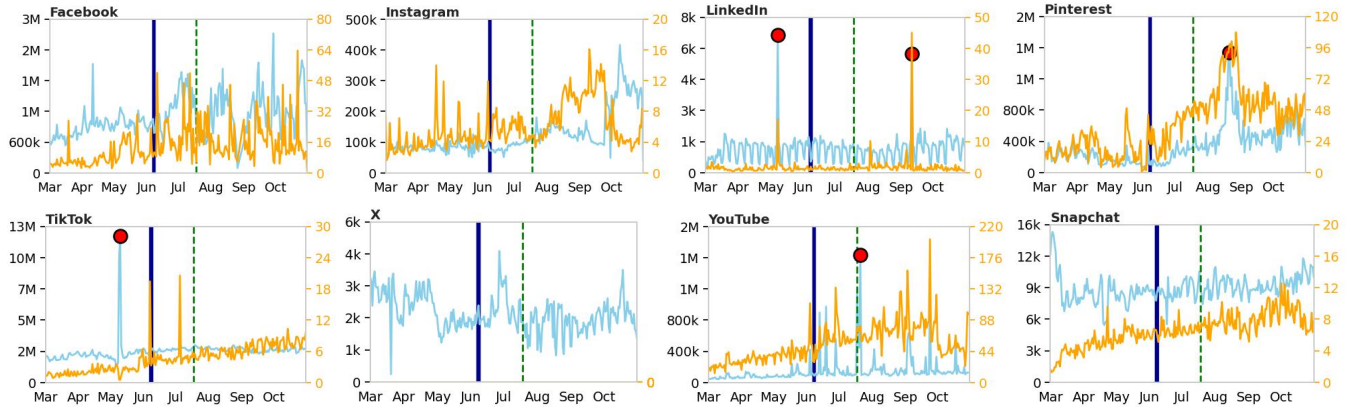 Facebook
3M
2M
2M
1M
1M
600k
0
80
64
48
32
16
0
Mar Apr May Jun Jul Aug Sep Oct
Instagram
500k
400k
300k
200k
100k
0
20
16
12
8
4
0
Mar Apr May Jun Jul Aug Sep Oct
LinkedIn
8k
6k
4k
3k
1k
0
50
40
30
20
10
0
Mar Apr May Jun Jul Aug Sep Oct
Pinterest
2M
1M
1M
800k
400k
0
120
96
72
48
24
0
Mar Apr May Jun Jul Aug Sep Oct
TikTok
13M
10M
7M
5M
2M
0
30
24
18
12
6
0
Mar Apr May Jun Jul Aug Sep Oct
X
6k
4k
3k
2k
1k
0
0
Mar Apr May Jun Jul Aug Sep Oct
YouTube
2M
1M
1M
800k
400k
0
220
176
132
88
44
0
Mar Apr May Jun Jul Aug Sep Oct
Snapchat
16k
12k
9k
6k
3k
0
20
16
12
8
4
0
Mar Apr May Jun Jul Aug Sep Oct